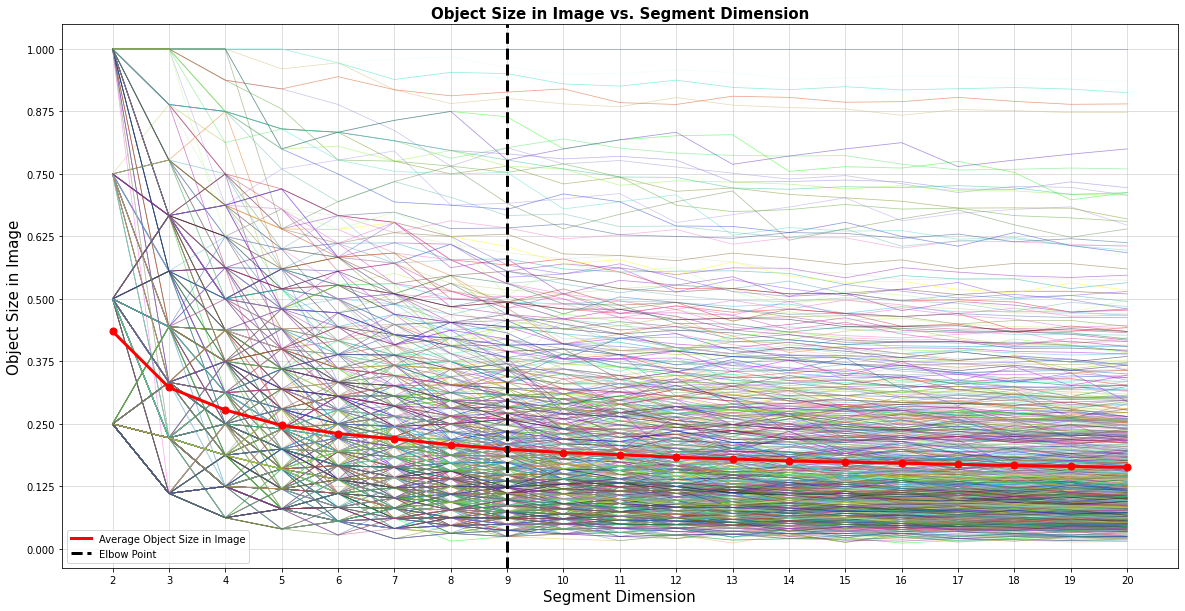 Object Size in Image vs. Segment Dimension
Object Size in Image
1.000
0.875
0.750
0.625
0.500
0.375
0.250
0.125
0.000
Average Object Size in Image
Elbow Point
2 3 4 5 6 7 8 9 10 11 12 13 14 15 16 17 18 19 20
Segment Dimension